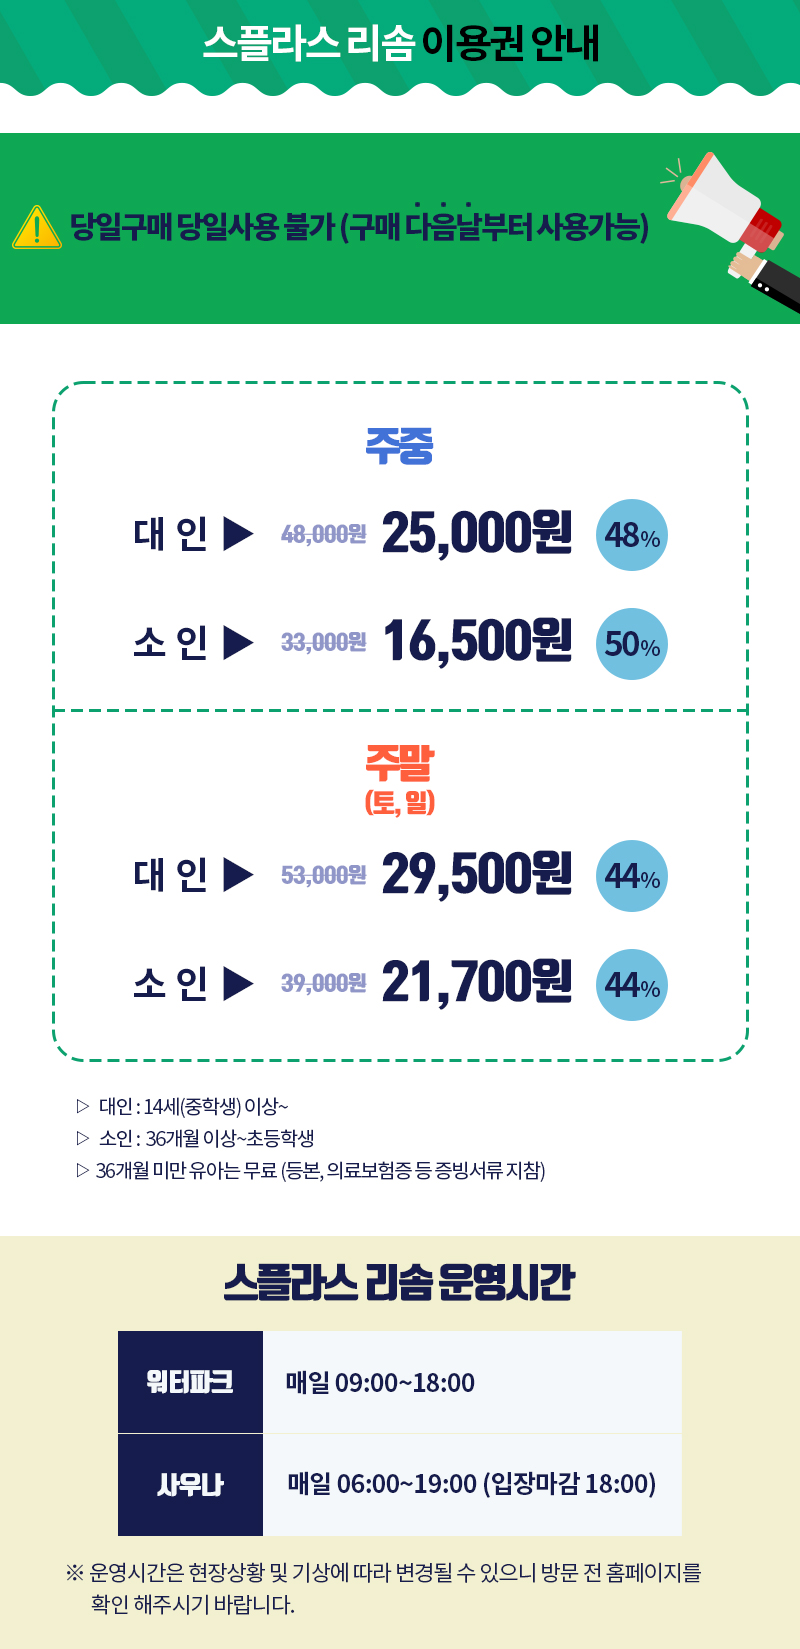 스플라스 리솜 이용권 안내
당일구매 당일사용 불가 (구매 다음날부터 사용가능)
주중
대 인 ▶ 48,000원 25,000원 48%
소 인 ▶ 33,000원 16,500원 50%
주말
(토, 일)
대 인 ▶ 53,000원 29,500원 44%
소 인 ▶ 39,000원 21,700원 44%
▷ 대인 : 14세(중학생) 이상~
▷ 소인 : 36개월 이상~초등학생
▷ 36개월 미만 유아는 무료 (등본, 의료보험증 등 증빙서류 지참)
스플라스 리솜 운영시간
워터파크 매일 09:00~18:00
사우나 매일 06:00~19:00 (입장마감 18:00)
※ 운영시간은 현장상황 및 기상에 따라 변경될 수 있으니 방문 전 홈페이지를
확인 해주시기 바랍니다.